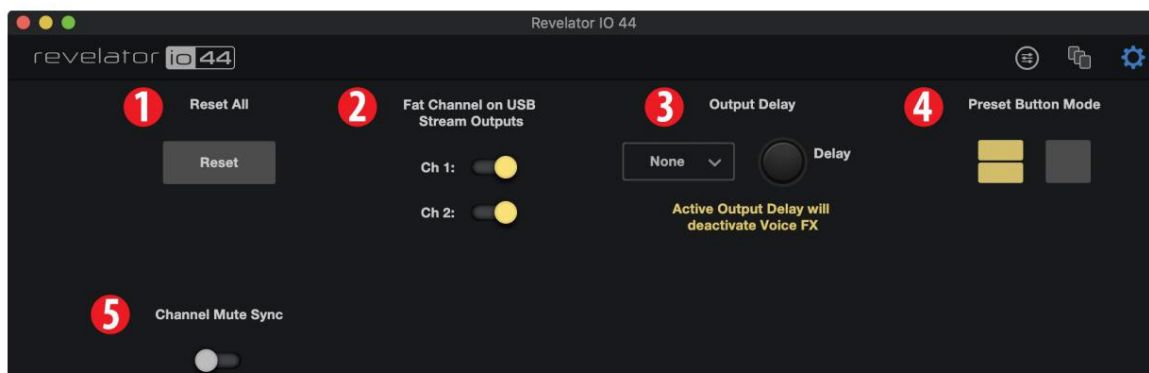 Revelator IO 44
revelator io 44
1 Reset All
Reset
2 Fat Channel on USB
Stream Outputs
Ch 1:
Ch 2:
3 Output Delay
None
Delay
Active Output Delay will
deactivate Voice FX
4 Preset Button Mode
5 Channel Mute Sync